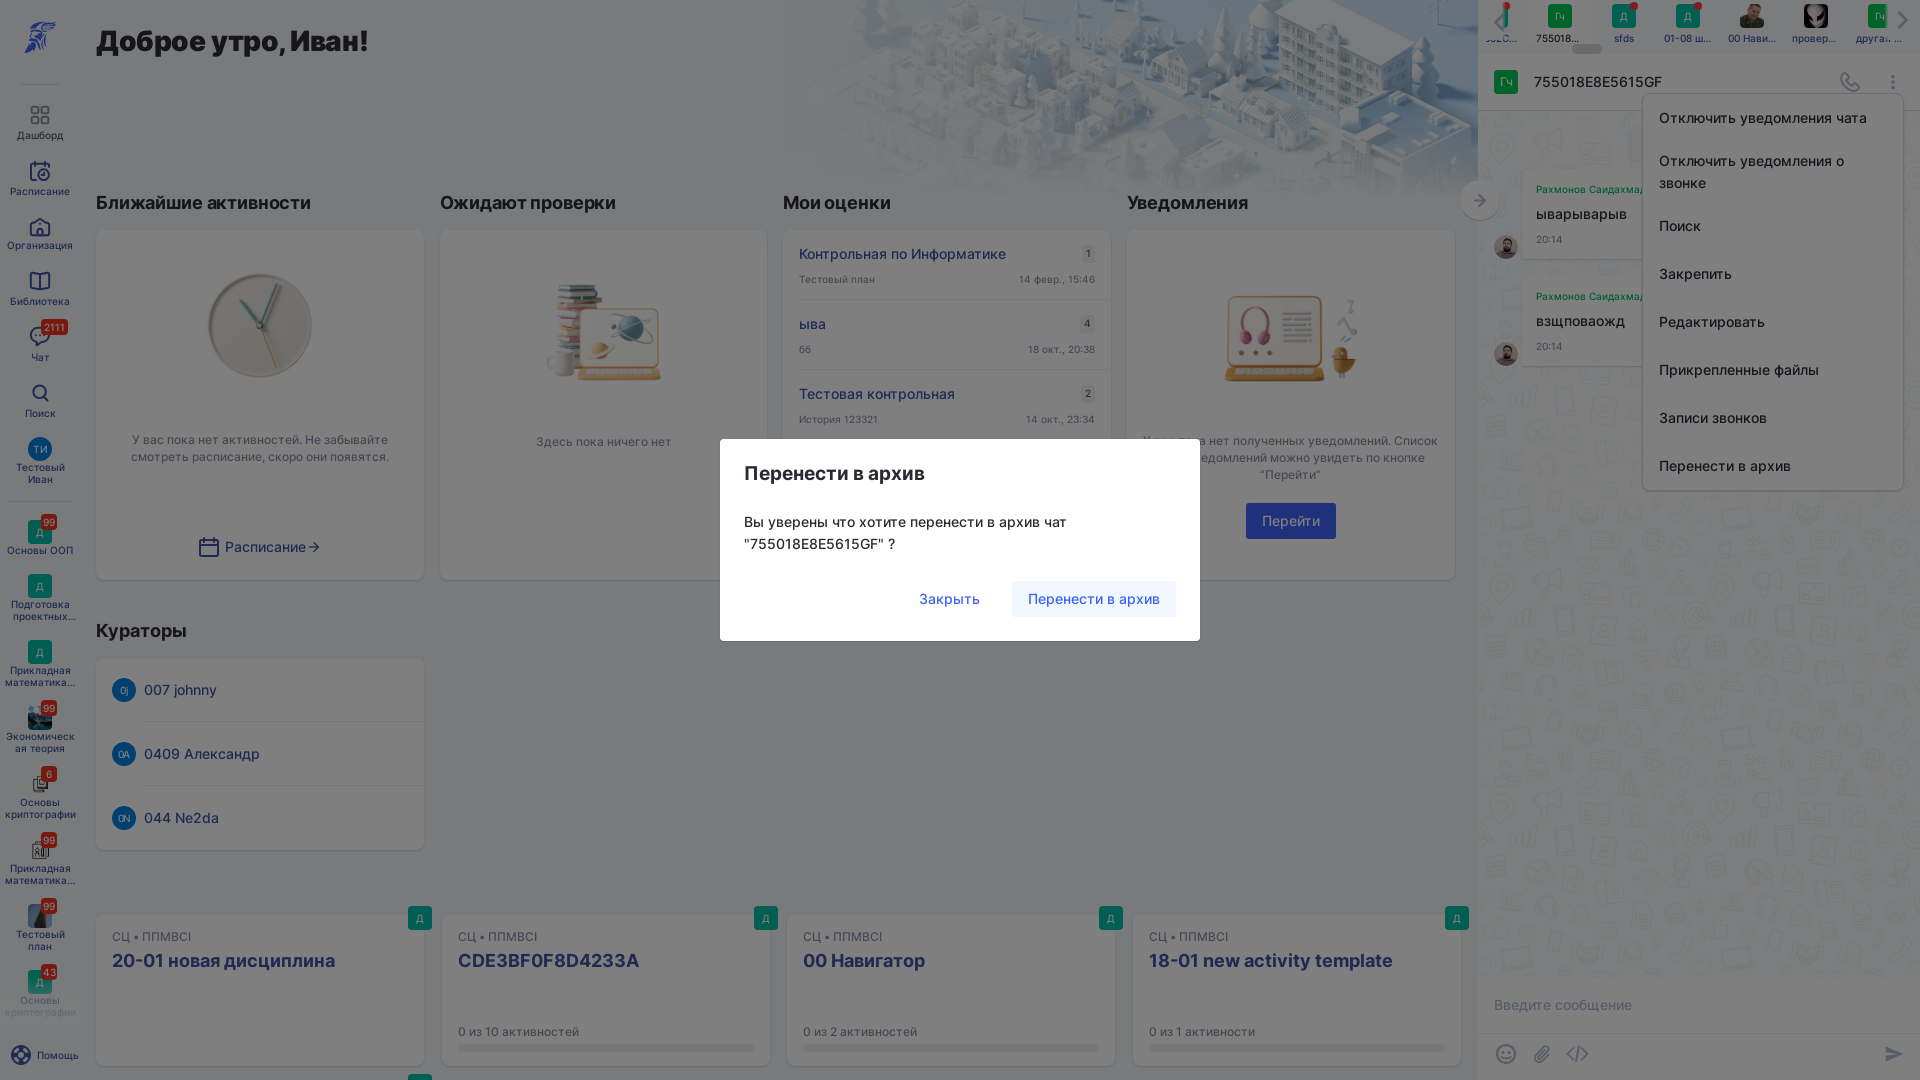 Доброе утро, Иван!
Дашборд
Расписание
Организация
Библиотека
2111
Чат
Поиск
ТИ
Тестовый
Иван
99
Д
Основы ООП
Д
Подготовка
проектных...
Д
Прикладная
математика...
99
Экономическ
ая теория
6
Основы
криптографии
99
Прикладная
математика...
99
Тестовый
план
43
Д
Основы
криптографии
Помощь
Ближайшие активности
У вас пока нет активностей. Не забывайте
смотреть расписание, скоро они появятся.
Расписание
Ожидают проверки
Здесь пока ничего нет
Мои оценки
Контрольная по Информатике
1
Тестовый план
14 февр., 15:46
ыва
4
бб
18 окт., 20:38
Тестовая контрольная
2
История 123321
14 окт., 23:34
Уведомления
нет полученных уведомлений. Список
можно увидеть по кнопке
“Перейти”
Перейти
Перенести в архив
Вы уверены что хотите перенести в архив чат
"755018E8E5615GF" ?
Закрыть
Перенести в архив
Кураторы
0j
007 johnny
0А
0409 Александр
0N
044 Ne2da
Д
СЦ • ППМВСІ
20-01 новая дисциплина
Д
СЦ • ППМВСІ
CDE3BF0F8D4233A
0 из 10 активностей
Д
СЦ • ППМВСІ
00 Навигатор
0 из 2 активностей
Д
СЦ • ППМВСІ
18-01 new activity template
0 из 1 активности
Д
Гч
755018...
Д
sfds
Д
01-08 ш...
00 Нави...
провер...
Гч
Гч
755018E8E5615GF
Отключить уведомления чата
Отключить уведомления о
звонке
Поиск
Закрепить
Редактировать
Прикрепленные файлы
Записи звонков
Перенести в архив
Рахмонов Саидахмад
ыварываpыв
20:14
Рахмонов Саидахмад
взщповаожд
20:14
Введите сообщение